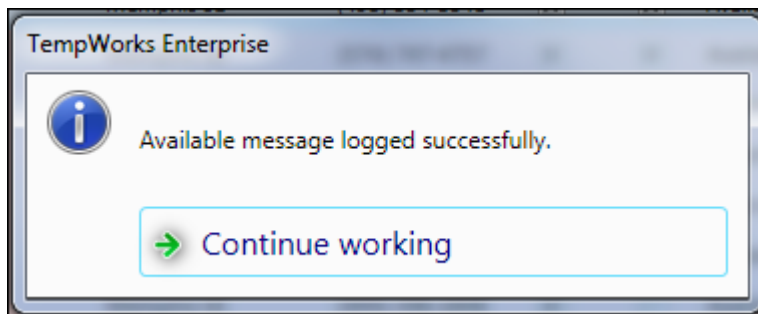 TempWorks Enterprise
Available message logged successfully.
Continue working